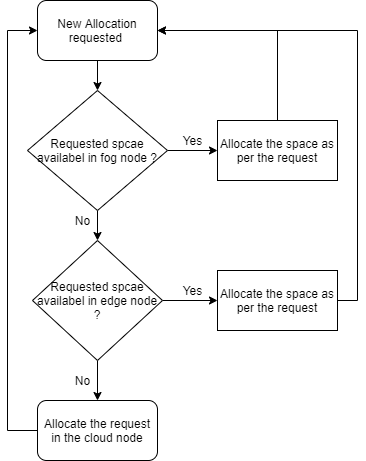 New Allocation
requested
Requested spcae
availabel in fog node ?
Yes
Allocate the space as
per the request
No
Requested spcae
availabel in edge node
?
Yes
Allocate the space as
per the request
No
Allocate the request
in the cloud node